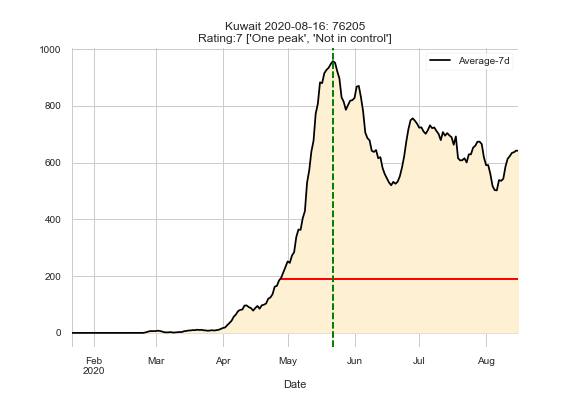 Kuwait 2020-08-16: 76205
Rating:7 ['One peak', 'Not in control']
Average-7d
1000
800
600
400
200
0
Feb Mar Apr May Jun Jul Aug
2020
Date